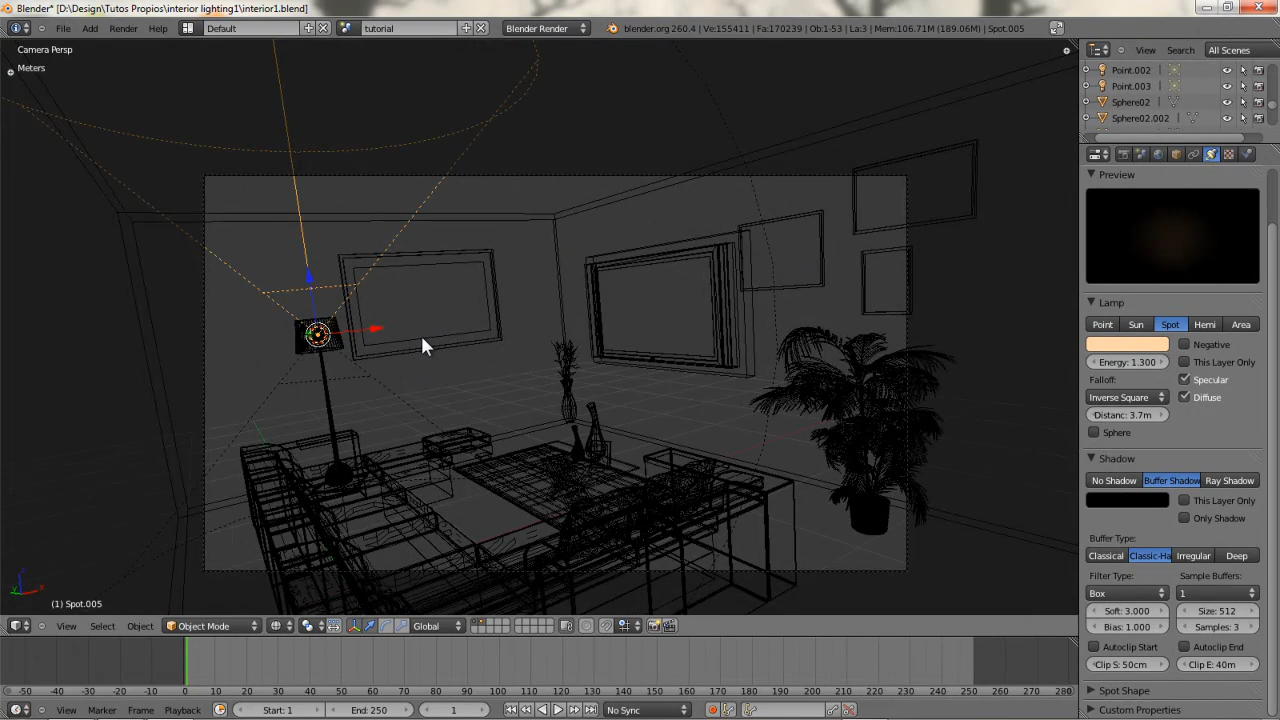 Blender* [D:\Design\Tutos Propios\interior lighting1\interior1.blend]
File Add Render Help Default tutorial Blender Render blender.org 260.4 | Ve:155411 | Fa:170239 | Ob:1-53 | La:3 | Mem:106.71M (189.06M) | Spot.005
Camera Persp
Meters
View Search All Scenes
Point.002
Point.003
Sphere02
Sphere02.002
Preview
Lamp
Point Sun Spot Hemi Area
Negative
Energy: 1.300 This Layer Only
Falloff: Specular
Inverse Square Diffuse
Distanc: 3.7m
Sphere
Shadow
No Shadow Buffer Shadow Ray Shadow
This Layer Only
Only Shadow
Buffer Type:
Classical Classic-Ha Irregular Deep
Filter Type: Sample Buffers:
Box 1
Soft: 3.000 Size: 512
Bias: 1.000 Samples: 3
Autoclip Start Autoclip End
Clip S: 50cm Clip E: 40m
Spot Shape
Custom Properties
(1) Spot.005
View Select Object Object Mode Global
-50 -40 -30 -20 -10 0 10 20 30 40 50 60 70 80 90 100 110 120 130 140 150 160 170 180 190 200 210 220 230 240 250 260 270 280
View Marker Frame Playback Start: 1 End: 250 1 No Sync